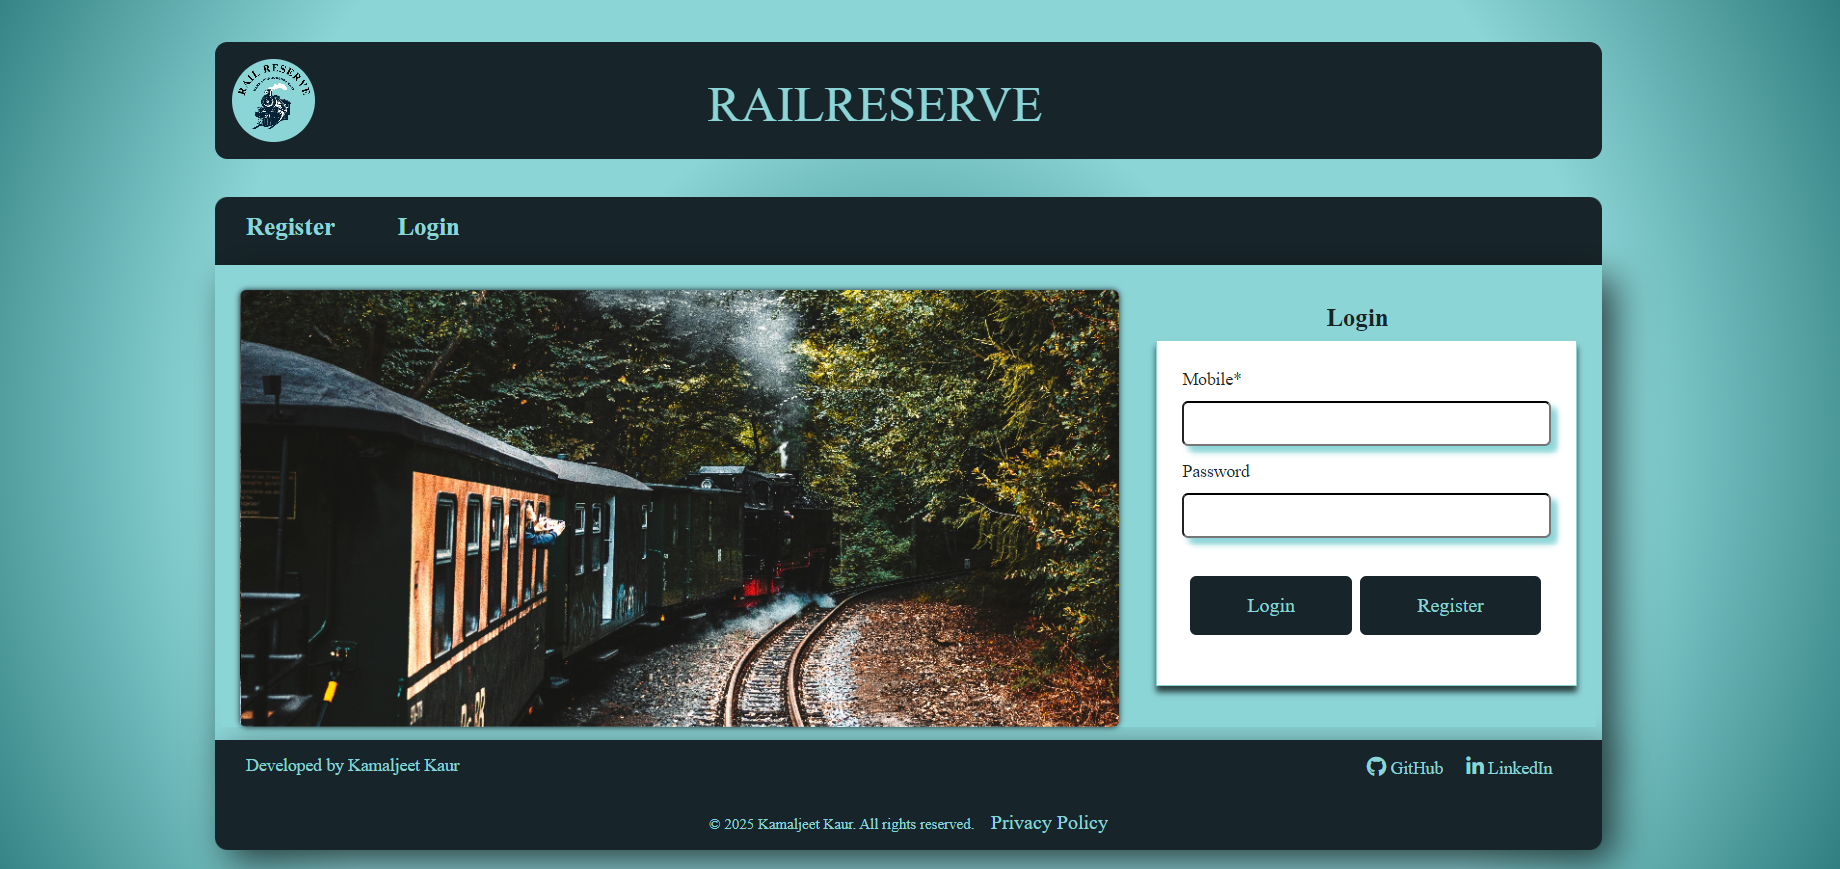 RAIL RESERVE
RAILRESERVE
Register Login
Login
Mobile*
Password
Login Register
Developed by Kamaljeet Kaur
GitHub LinkedIn
© 2025 Kamaljeet Kaur. All rights reserved. Privacy Policy